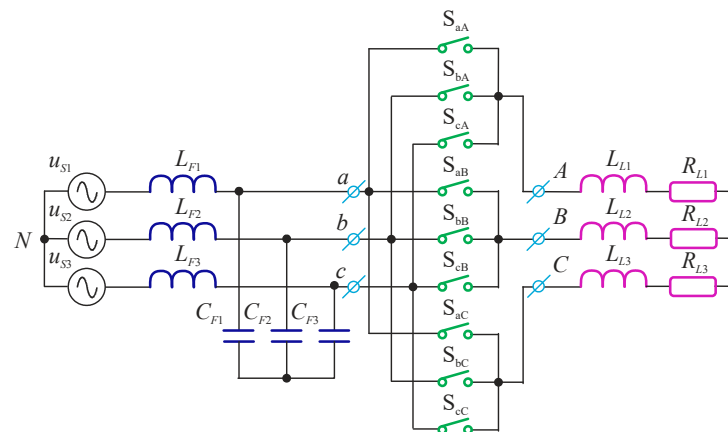 S_aA
S_bA
S_cA
u_S1 L_F1 a S_aB A L_L1 R_L1
u_S2 L_F2 b S_bB B L_L2 R_L2
N
u_S3 L_F3 c S_cB C L_L3 R_L3
C_F1 C_F2 C_F3 S_aC
S_bC
S_cC